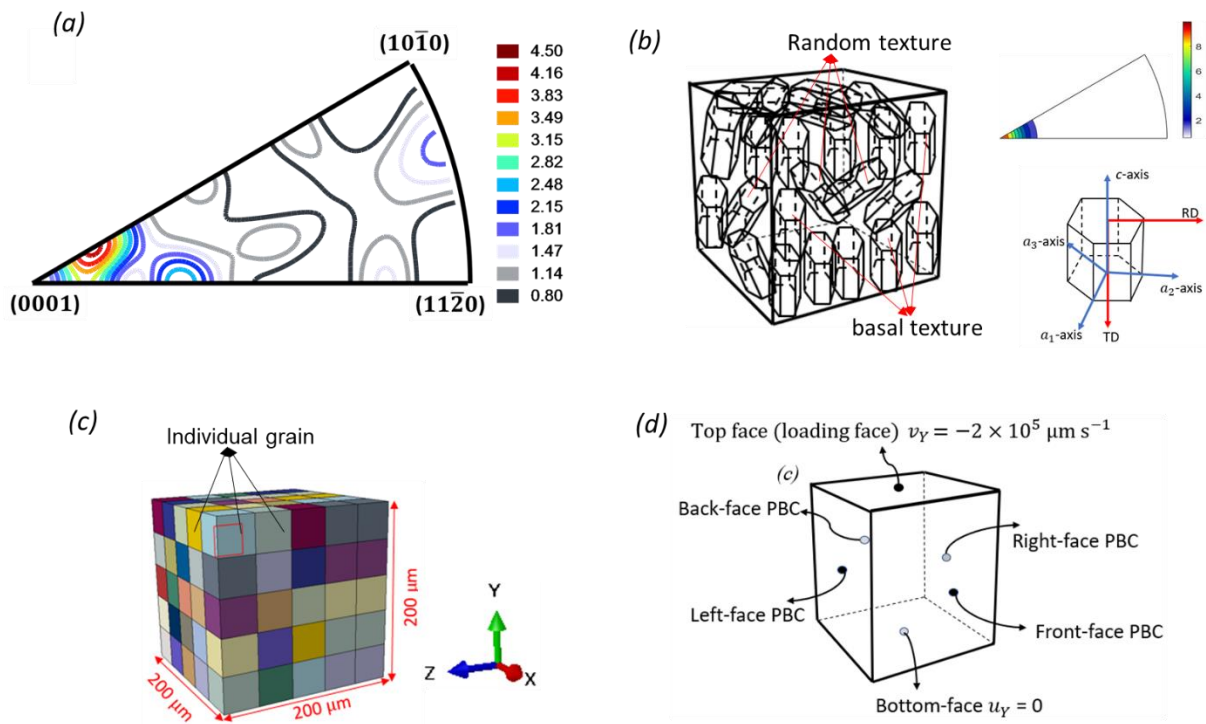 (a)
(101̅0)
(0001)
(112̅0)
4.50
4.16
3.83
3.49
3.15
2.82
2.48
2.15
1.81
1.47
1.14
0.80
(b)
Random texture
basal texture
8
6
4
2
c-axis
RD
a₃-axis
a₂-axis
a₁-axis
TD
(c)
Individual grain
200 μm
200 μm
200 μm
Y
Z
X
(d)
Top face (loading face) v_Y = −2 × 10⁵ μm s⁻¹
(c)
Back-face PBC
Right-face PBC
Left-face PBC
Front-face PBC
Bottom-face u_Y = 0